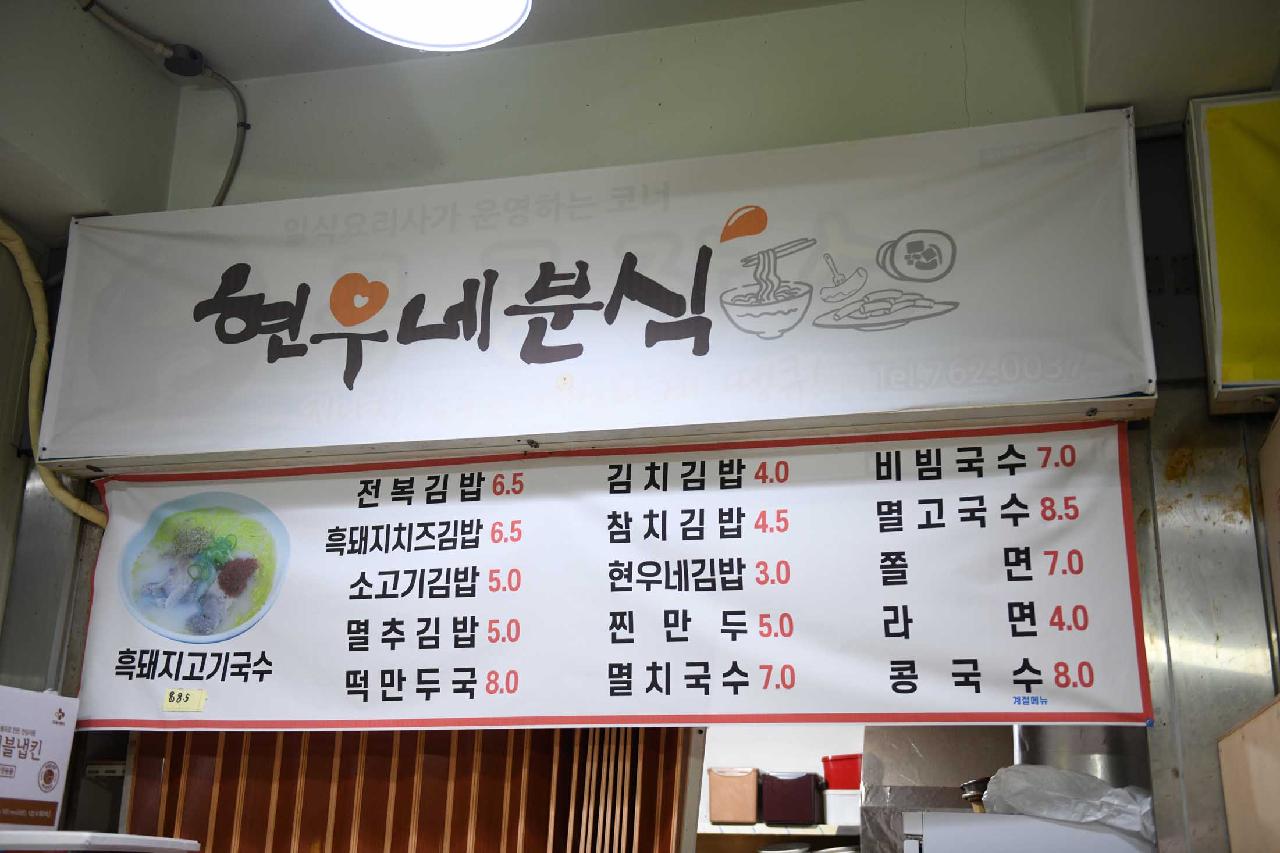 일식요리사가 운영하는 코너
현우네분식
Tel.762-0037
전복김밥 6.5
흑돼지치즈김밥 6.5
소고기김밥 5.0
멸추김밥 5.0
떡만두국 8.0
김치김밥 4.0
참치김밥 4.5
현우네김밥 3.0
찐만두 5.0
멸치국수 7.0
비빔국수 7.0
멸고국수 8.5
쫄면 7.0
라면 4.0
콩국수 8.0
계절메뉴
흑돼지고기국수
냅킨